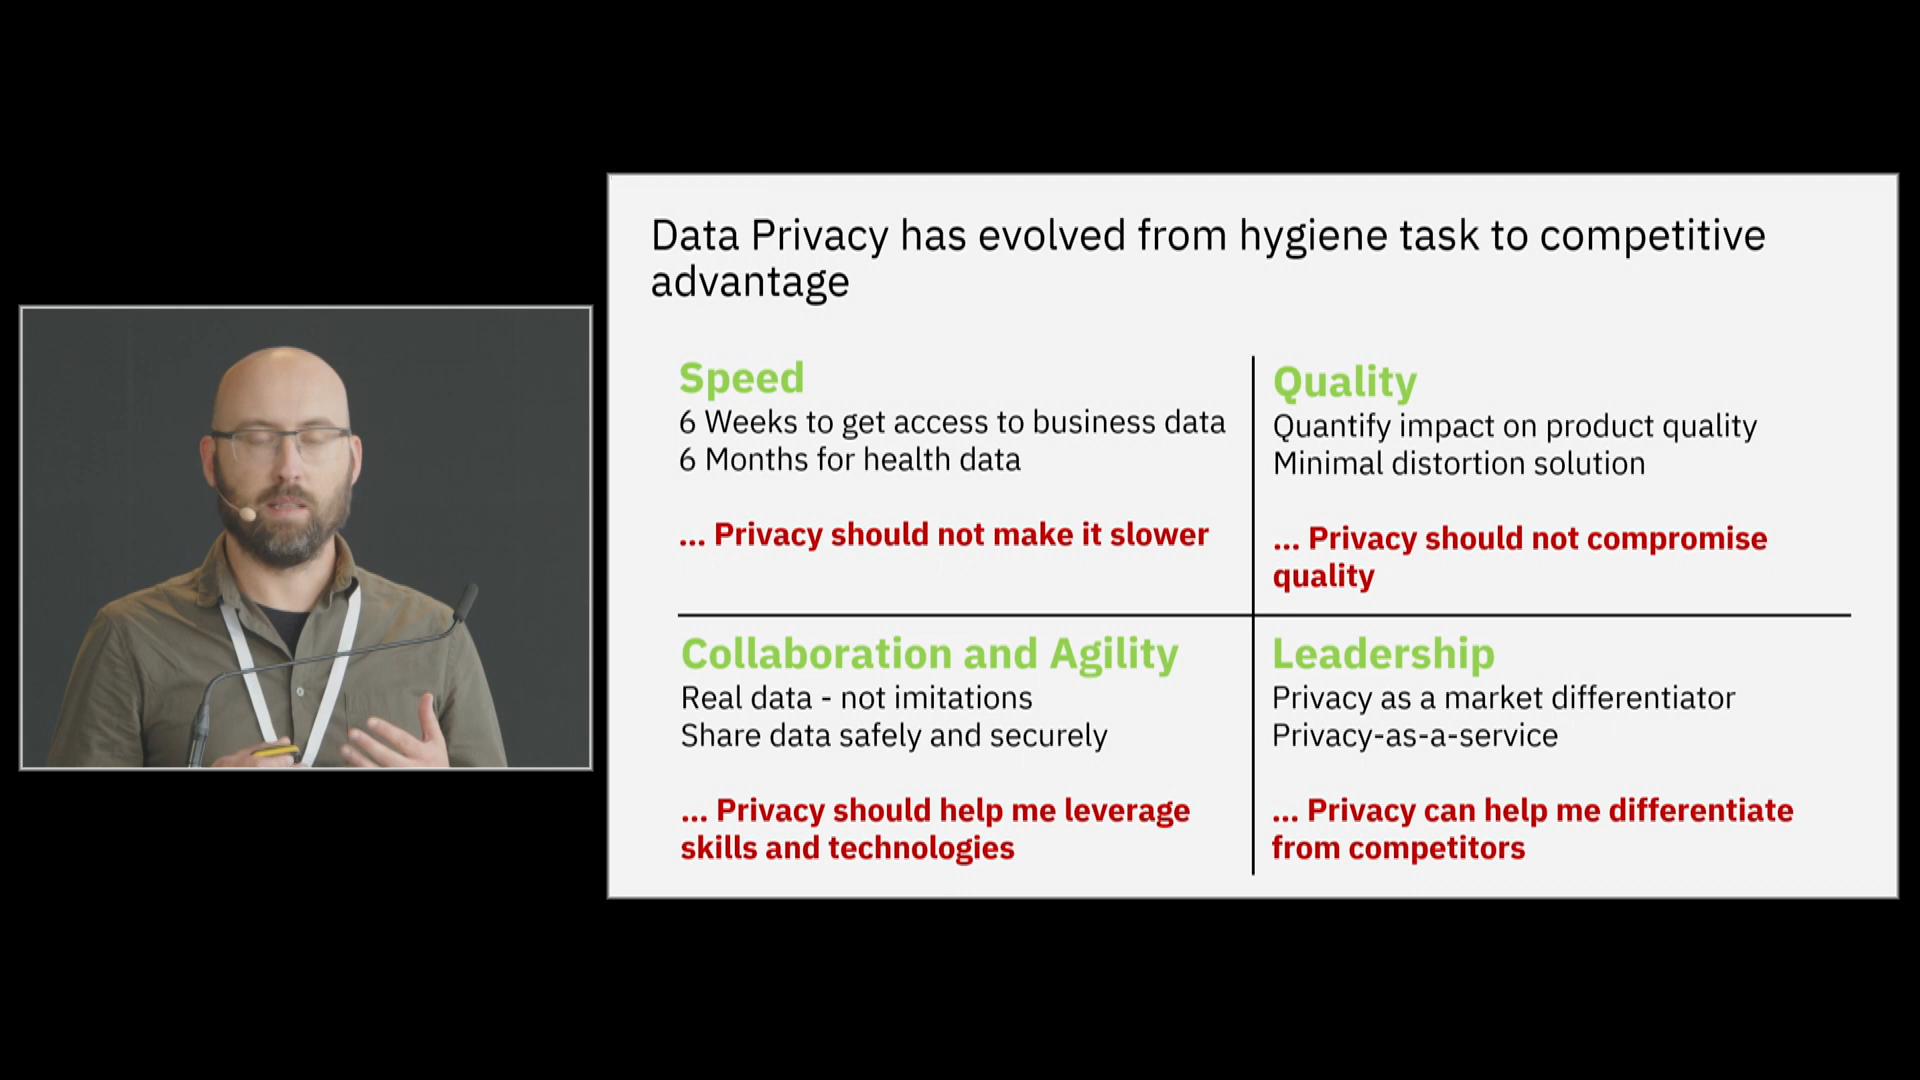 Data Privacy has evolved from hygiene task to competitive
advantage
Speed
6 Weeks to get access to business data
6 Months for health data
... Privacy should not make it slower
Quality
Quantify impact on product quality
Minimal distortion solution
... Privacy should not compromise
quality
Collaboration and Agility
Real data - not imitations
Share data safely and securely
... Privacy should help me leverage
skills and technologies
Leadership
Privacy as a market differentiator
Privacy-as-a-service
... Privacy can help me differentiate
from competitors